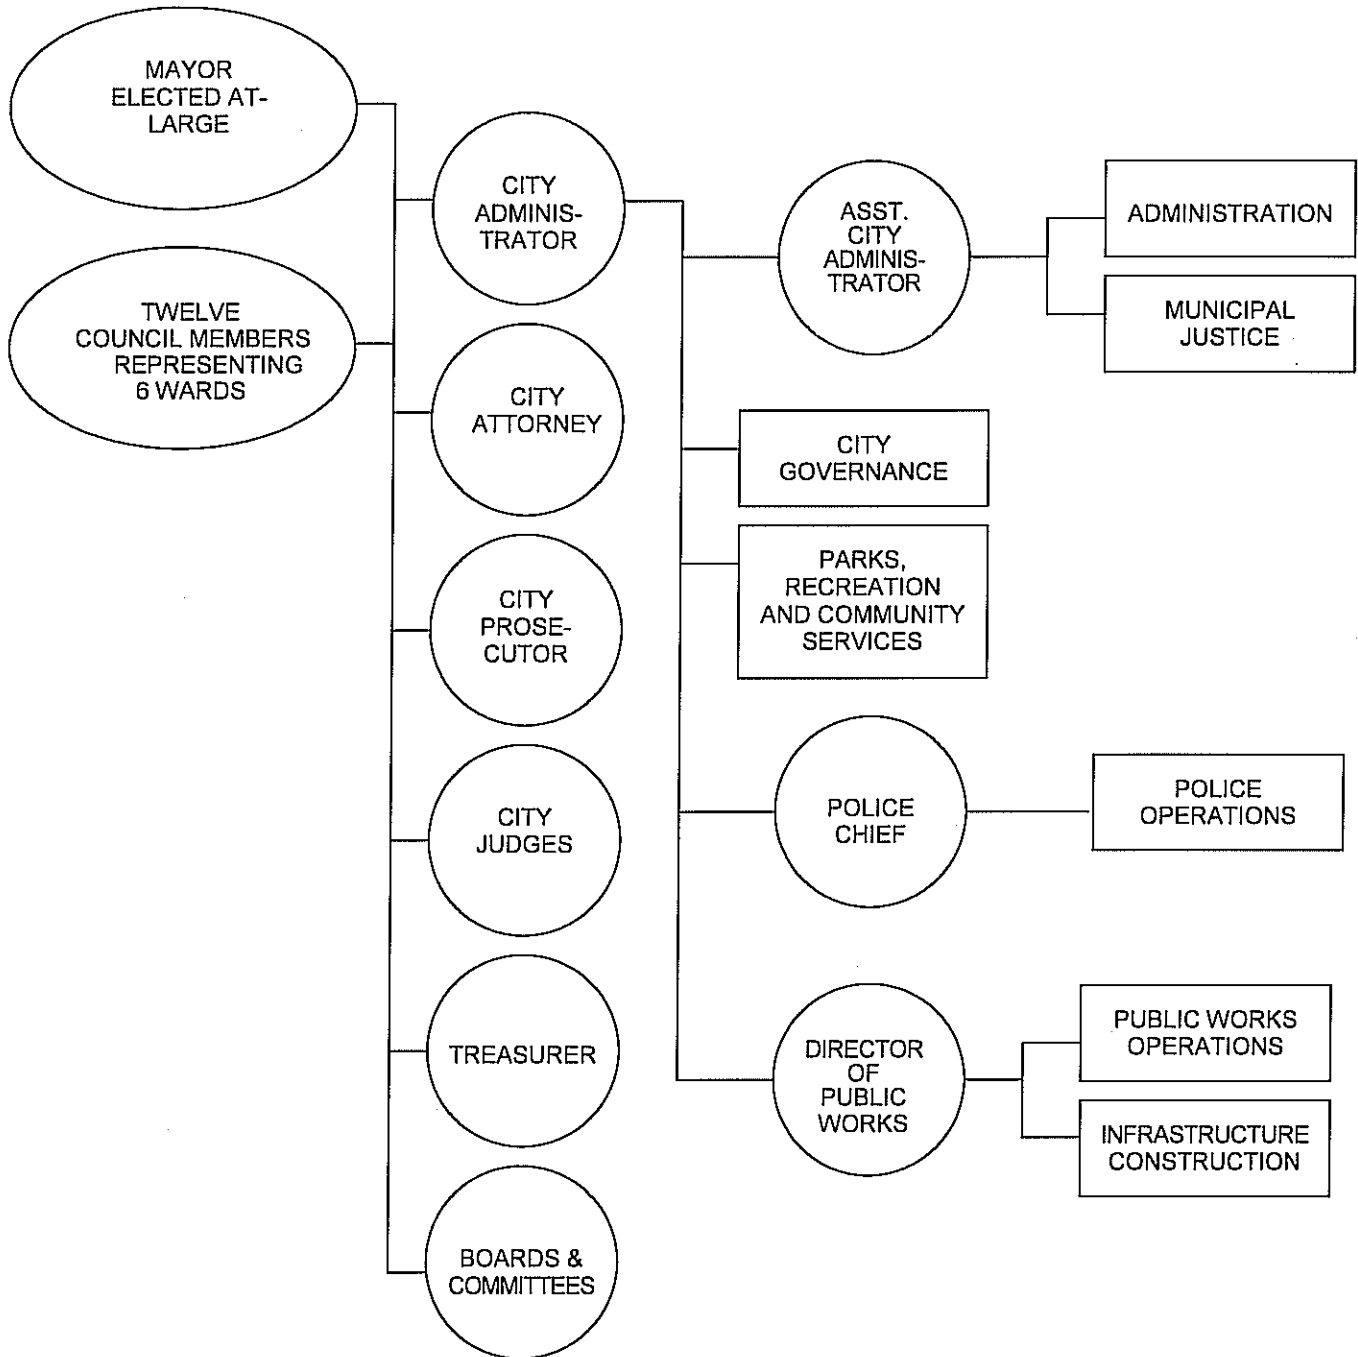 MAYOR
ELECTED AT-
LARGE
TWELVE
COUNCIL MEMBERS
REPRESENTING
6 WARDS
CITY
ADMINIS-
TRATOR
CITY
ATTORNEY
CITY
PROSE-
CUTOR
CITY
JUDGES
TREASURER
BOARDS &
COMMITTEES
ASST.
CITY
ADMINIS-
TRATOR
ADMINISTRATION
MUNICIPAL
JUSTICE
CITY
GOVERNANCE
PARKS,
RECREATION
AND COMMUNITY
SERVICES
POLICE
CHIEF
POLICE
OPERATIONS
DIRECTOR
OF
PUBLIC
WORKS
PUBLIC WORKS
OPERATIONS
INFRASTRUCTURE
CONSTRUCTION